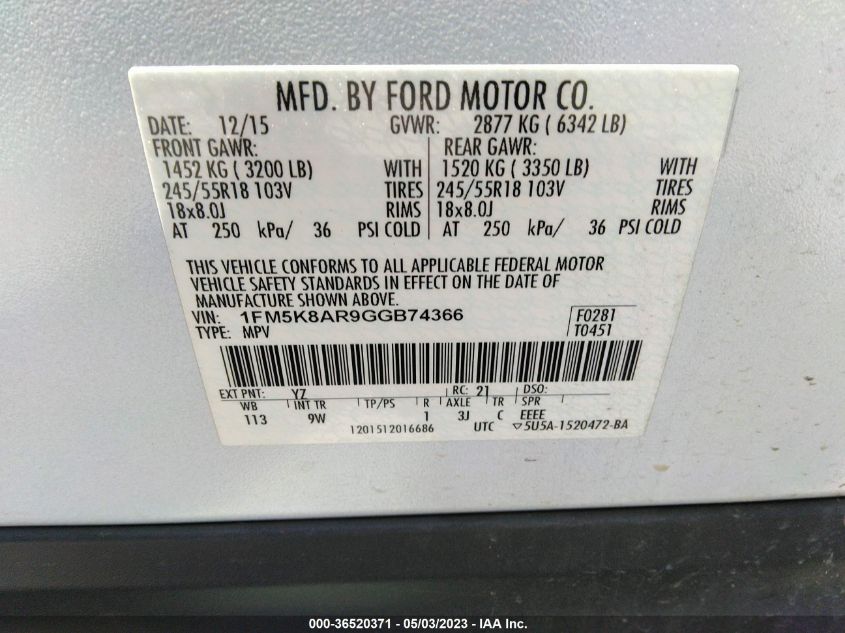 MFD. BY FORD MOTOR CO.
DATE: 12/15 GVWR: 2877 KG ( 6342 LB)
FRONT GAWR: REAR GAWR:
1452 KG ( 3200 LB) WITH 1520 KG ( 3350 LB) WITH
245/55R18 103V TIRES 245/55R18 103V TIRES
18x8.0J RIMS 18x8.0J RIMS
AT 250 kPa/ 36 PSI COLD AT 250 kPa/ 36 PSI COLD
THIS VEHICLE CONFORMS TO ALL APPLICABLE FEDERAL MOTOR
VEHICLE SAFETY STANDARDS IN EFFECT ON THE DATE OF
MANUFACTURE SHOWN ABOVE.
VIN: 1FM5K8AR9GGB74366 F0281
TYPE: MPV T0451
EXT PNT: YZ RC: 21 DSO:
WB INT TR TP/PS R AXLE TR SPR
113 9W 1 3J C EEEE
1201512016686 UTC ▽5U5A-1520472-BA
000-36520371 - 05/03/2023 - IAA Inc.